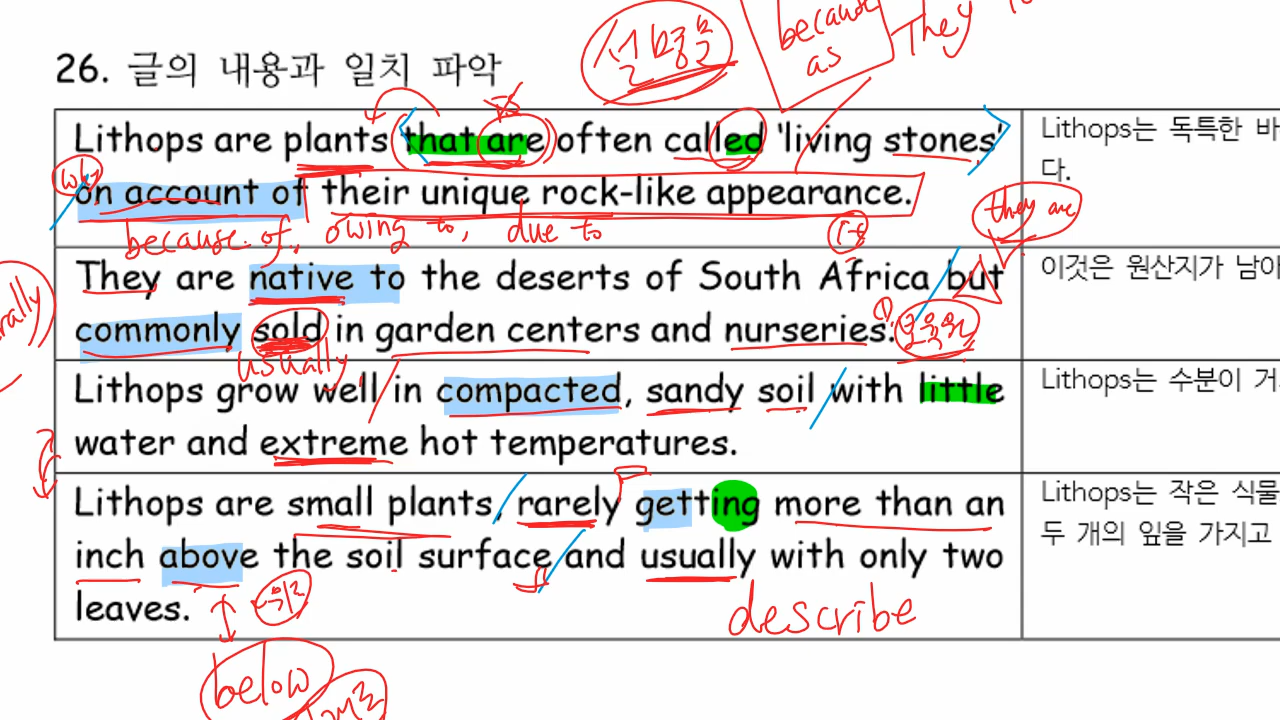 설명문
because
as
They
26. 글의 내용과 일치 파악
Lithops are plants that are often called 'living stones'
why
on account of their unique rock-like appearance.
because of, owing to, due to
Lithops는 독특한 바
다.
they are
They are native to the deserts of South Africa but
commonly sold in garden centers and nurseries.
usually
이것은 원산지가 남아
Lithops grow well in compacted, sandy soil with little
water and extreme hot temperatures.
Lithops는 수분이 거
Lithops are small plants, rarely getting more than an
inch above the soil surface and usually with only two
leaves.
Lithops는 작은 식물
두 개의 잎을 가지고
describe
below